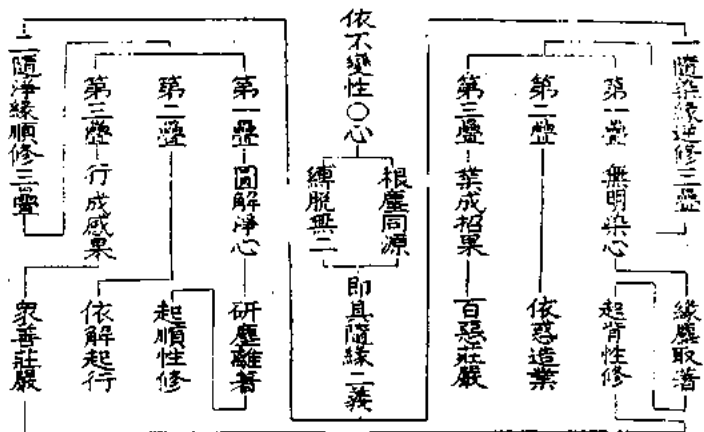 一隨染緣逆修三疊
第一疊 無明染心
緣塵取著
起背性修
第二疊
依惑造業
第三疊 業成招果
百惡莊嚴
依不變性○心
根塵同源
縛脫無二
即具隨緣二義
第一疊 圓解淨心
研塵離著
起順性修
第二疊
依解起行
第三疊 行成感果
眾善莊嚴
二隨淨緣順修三疊